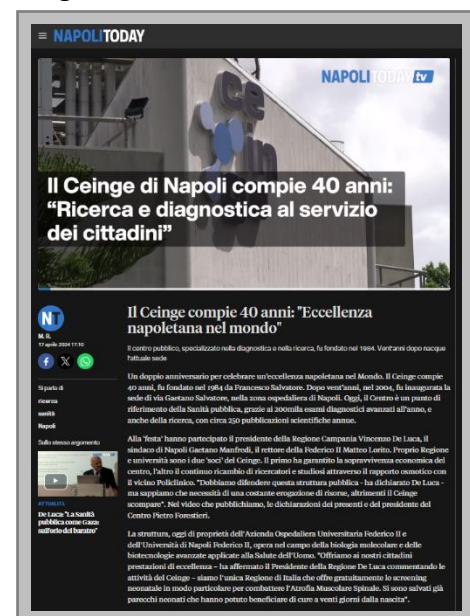 ≡ NAPOLITODAY
NAPOLITODAY tv
ce
in
Il Ceinge di Napoli compie 40 anni:
“Ricerca e diagnostica al servizio
dei cittadini”
NT
M. R.
17 aprile 2024 17:10
Il Ceinge compie 40 anni: "Eccellenza
napoletana nel mondo"
Il centro pubblico, specializzato nella diagnostica e nella ricerca, fu fondato nel 1984. Vent'anni dopo nacque
l'attuale sede
Si parla di
ricerca
sanità
Napoli
Sullo stesso argomento
ATTUALITÀ
De Luca: "La Sanità
pubblica come Gaza:
sull'orlo del baratro"
Un doppio anniversario per celebrare un'eccellenza napoletana nel Mondo. Il Ceinge compie
40 anni, fu fondato nel 1984 da Francesco Salvatore. Dopo vent'anni, nel 2004, fu inaugurata la
sede di via Gaetano Salvatore, nella zona ospedaliera di Napoli. Oggi, il Centro è un punto di
riferimento della Sanità pubblica, grazie ai 200mila esami diagnostici avanzati all'anno, e
anche della ricerca, con circa 250 pubblicazioni scientifiche annue.
Alla 'festa' hanno partecipato il presidente della Regione Campania Vincenzo De Luca, il
sindaco di Napoli Gaetano Manfredi, il rettore della Federico II Matteo Lorito. Proprio Regione
e università sono i due 'soci' del Ceinge. Il primo ha garantito la sopravvivenza economica del
centro, l'altro il continuo ricambio di ricercatori e studiosi attraverso il rapporto osmotico con
il vicino Policlinico. "Dobbiamo difendere questa struttura pubblica - ha dichiarato De Luca -
ma sappiamo che necessità di una costante erogazione di risorse, altrimenti il Ceinge
scompare". Nel video che pubblichiamo, le dichiarazioni dei presenti e del presidente del
Centro Pietro Forestieri.
La struttura, oggi di proprietà dell'Azienda Ospedaliera Universitaria Federico II e
dell'Università di Napoli Federico II, opera nel campo della biologia molecolare e delle
biotecnologie avanzate applicate alla Salute dell'Uomo. "Offriamo ai nostri cittadini
prestazioni di eccellenza - ha affermato il Presidente della Regione De Luca commentando le
attività del Ceinge – siamo l'unica Regione di Italia che offre gratuitamente lo screening
neonatale in modo particolare per combattere l'Atrofia Muscolare Spinale. Si sono salvati già
parecchi neonati che hanno potuto beneficiare di cure a venti giorni dalla nascita".